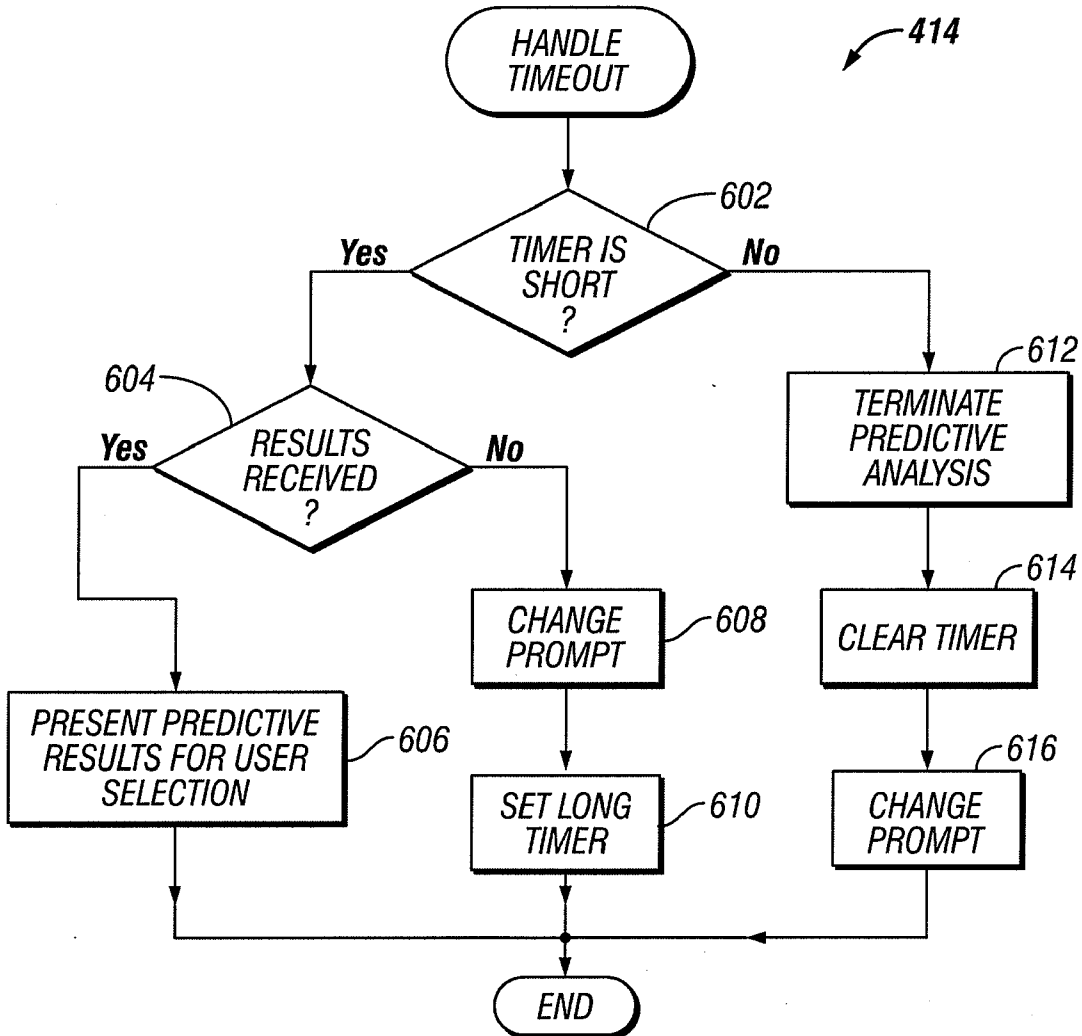 HANDLE
TIMEOUT
414
602
TIMER IS
SHORT
?
Yes
No
604
RESULTS
RECEIVED
?
Yes
No
612
TERMINATE
PREDICTIVE
ANALYSIS
614
CLEAR TIMER
CHANGE
PROMPT
608
PRESENT PREDICTIVE
RESULTS FOR USER
SELECTION
606
SET LONG
TIMER
610
616
CHANGE
PROMPT
END